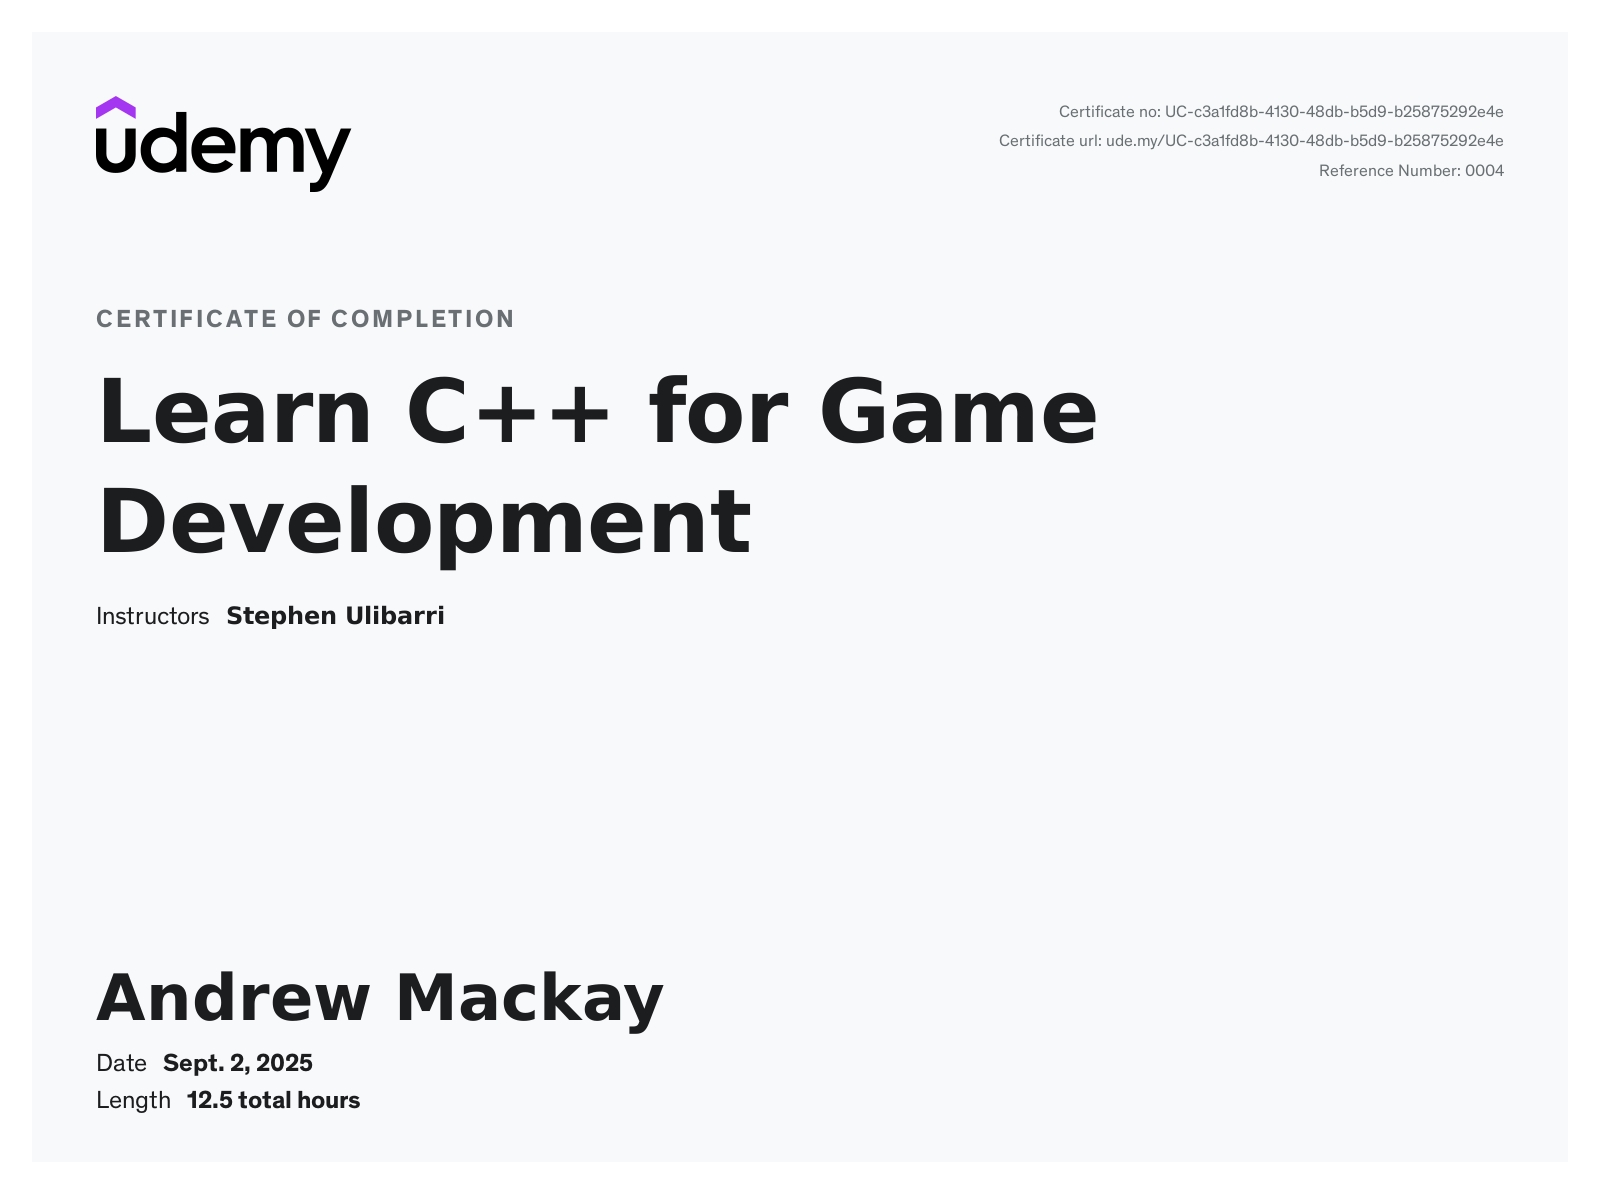 udemy
Certificate no: UC-c3a1fd8b-4130-48db-b5d9-b25875292e4e
Certificate url: ude.my/UC-c3a1fd8b-4130-48db-b5d9-b25875292e4e
Reference Number: 0004
CERTIFICATE OF COMPLETION
Learn C++ for Game
Development
Instructors Stephen Ulibarri
Andrew Mackay
Date Sept. 2, 2025
Length 12.5 total hours